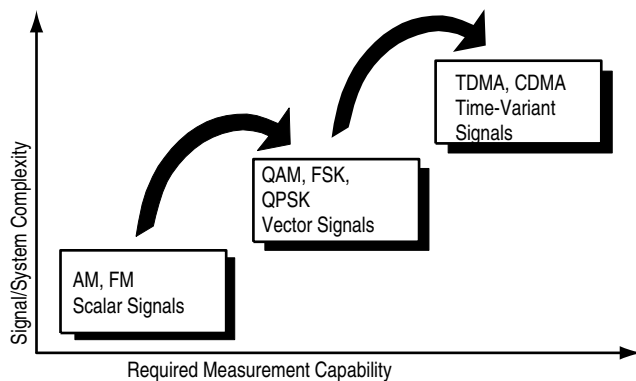 TDMA, CDMA
Time-Variant
Signals
QAM, FSK,
QPSK
Vector Signals
AM, FM
Scalar Signals
Signal/System Complexity
Required Measurement Capability